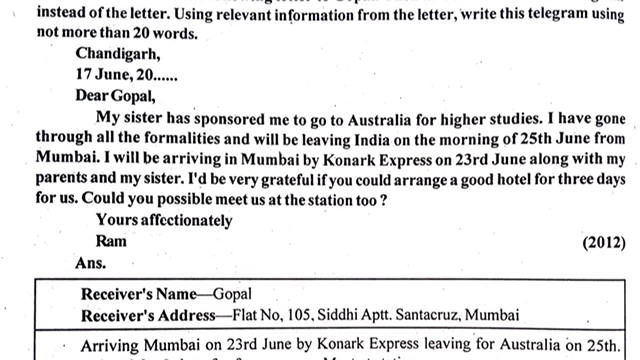 instead of the letter. Using relevant information from the letter, write this telegram using
not more than 20 words.
Chandigarh,
17 June, 20......
Dear Gopal,
My sister has sponsored me to go to Australia for higher studies. I have gone
through all the formalities and will be leaving India on the morning of 25th June from
Mumbai. I will be arriving in Mumbai by Konark Express on 23rd June along with my
parents and my sister. I'd be very grateful if you could arrange a good hotel for three days
for us. Could you possible meet us at the station too ?
Yours affectionately
Ram (2012)
Ans.
Receiver's Name—Gopal
Receiver's Address—Flat No, 105, Siddhi Aptt. Santacruz, Mumbai
Arriving Mumbai on 23rd June by Konark Express leaving for Australia on 25th.